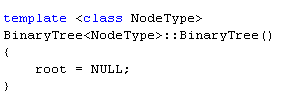 template <class NodeType>
BinaryTree<NodeType>::BinaryTree()
{
    root = NULL;
}